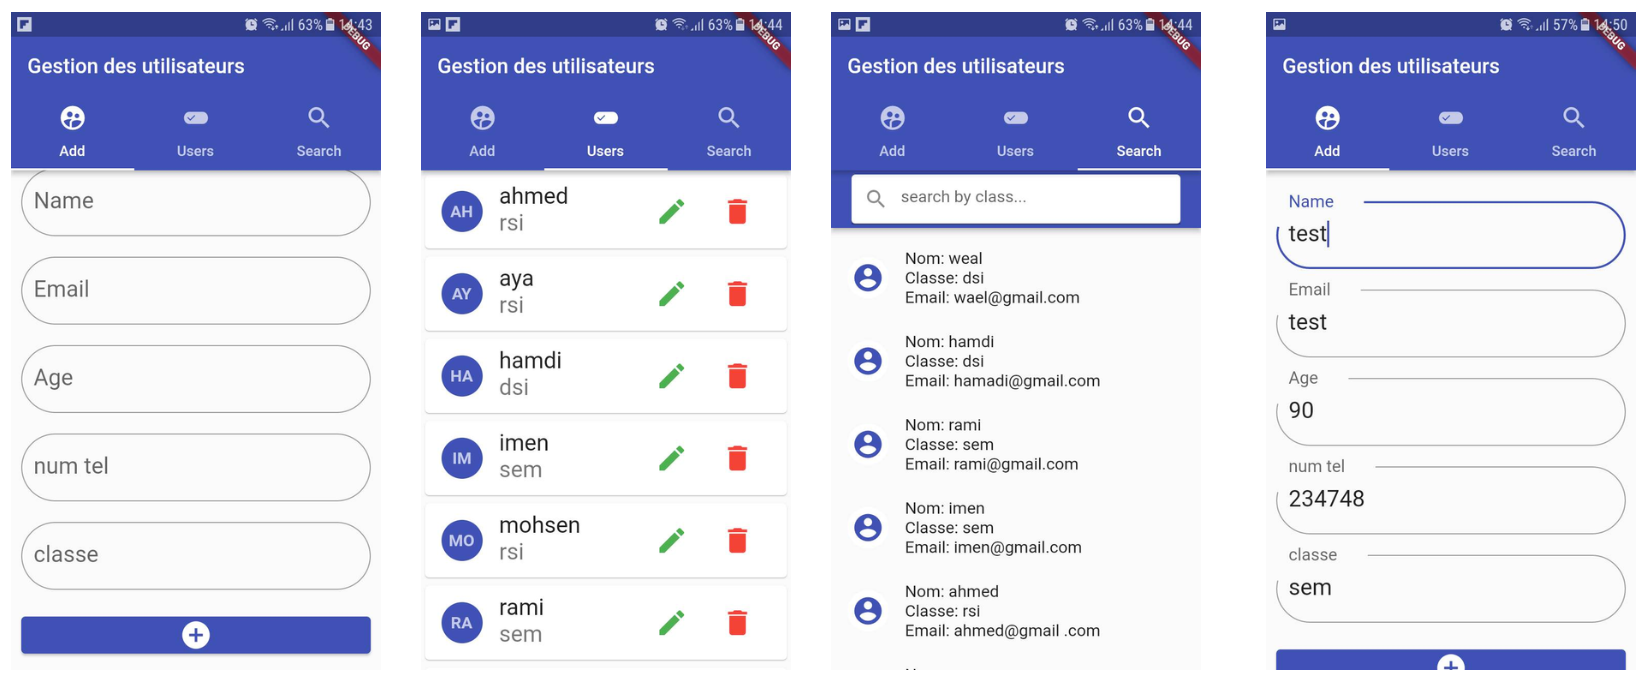 63% 14:43
DEBUG
Gestion des utilisateurs
Add
Users
Search
Name
Email
Age
num tel
classe
63% 14:44
DEBUG
Gestion des utilisateurs
Add
Users
Search
AH
ahmed
rsi
AY
aya
rsi
HA
hamdi
dsi
IM
imen
sem
MO
mohsen
rsi
RA
rami
sem
63% 14:44
DEBUG
Gestion des utilisateurs
Add
Users
Search
search by class...
Nom: weal
Classe: dsi
Email: wael@gmail.com
Nom: hamdi
Classe: dsi
Email: hamadi@gmail.com
Nom: rami
Classe: sem
Email: rami@gmail.com
Nom: imen
Classe: sem
Email: imen@gmail.com
Nom: ahmed
Classe: rsi
Email: ahmed@gmail .com
57% 14:50
DEBUG
Gestion des utilisateurs
Add
Users
Search
Name
test
Email
test
Age
90
num tel
234748
classe
sem